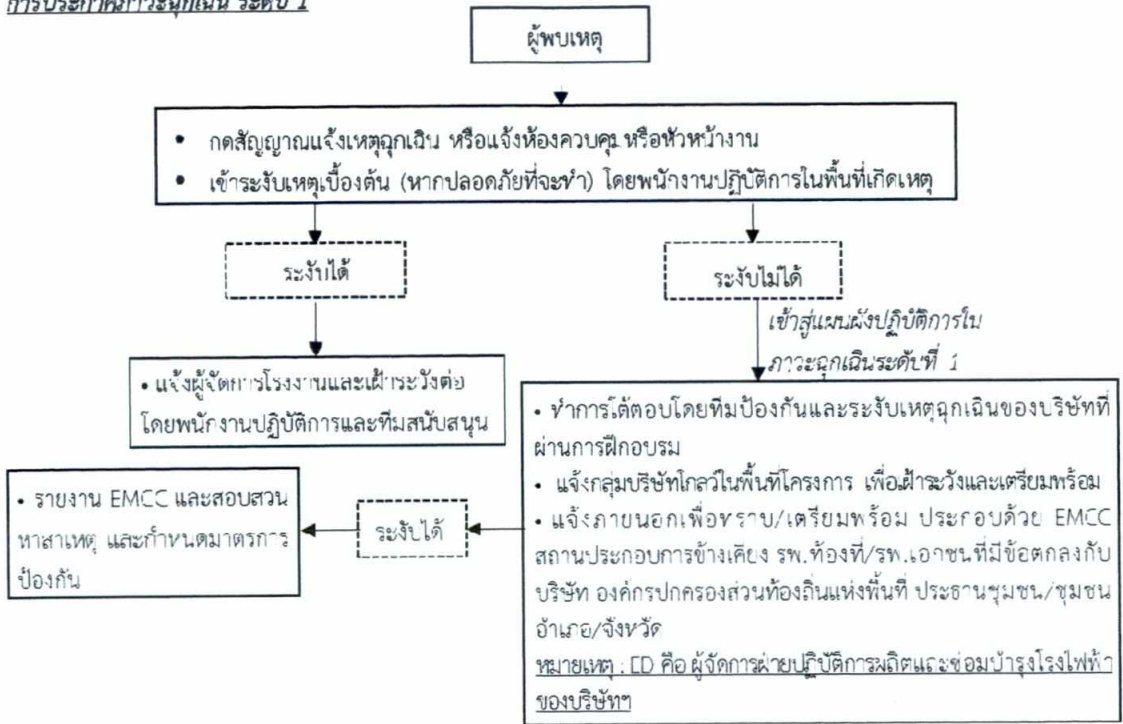 การประกาศภาวะฉุกเฉิน ระดับ 1
ผู้พบเหตุ
• กดสัญญาณแจ้งเหตุฉุกเฉิน หรือแจ้งห้องควบคุม หรือหัวหน้างาน
• เข้าระงับเหตุเบื้องต้น (หากปลอดภัยที่จะทำ) โดยพนักงานปฏิบัติการในพื้นที่เกิดเหตุ
ระงับได้
ระงับไม่ได้
เข้าสู่แผนผังปฏิบัติการใน
ภาวะฉุกเฉินระดับที่ 1
• แจ้งผู้จัดการโรงงานและเฝ้าระวังต่อ
โดยพนักงานปฏิบัติการและทีมสนับสนุน
• ทำการโต้ตอบโดยทีมป้องกันและระงับเหตุฉุกเฉินของบริษัทที่
ผ่านการฝึกอบรม
• แจ้งกลุ่มบริษัทโกลว์ในพื้นที่โครงการ เพื่อเฝ้าระวังและเตรียมพร้อม
• แจ้งภายนอกเพื่อทราบ/เตรียมพร้อม ประกอบด้วย EMCC
สถานประกอบการข้างเคียง รพ.ท้องที่/รพ.เอาชนที่มีข้อตกลงกับ
บริษัท องค์กรปกครองส่วนท้องถิ่นแห่งพื้นที่ ประธานชุมชน/ชุมชน
อำเภอ/จังหวัด
หมายเหตุ : ED คือ ผู้จัดการฝ่ายปฏิบัติการผลิตและซ่อมบำรุงโรงไฟฟ้า
ของบริษัทฯ
ระงับได้
• รายงาน EMCC และสอบสวน
หาสาเหตุ และกำหนดมาตรการ
ป้องกัน